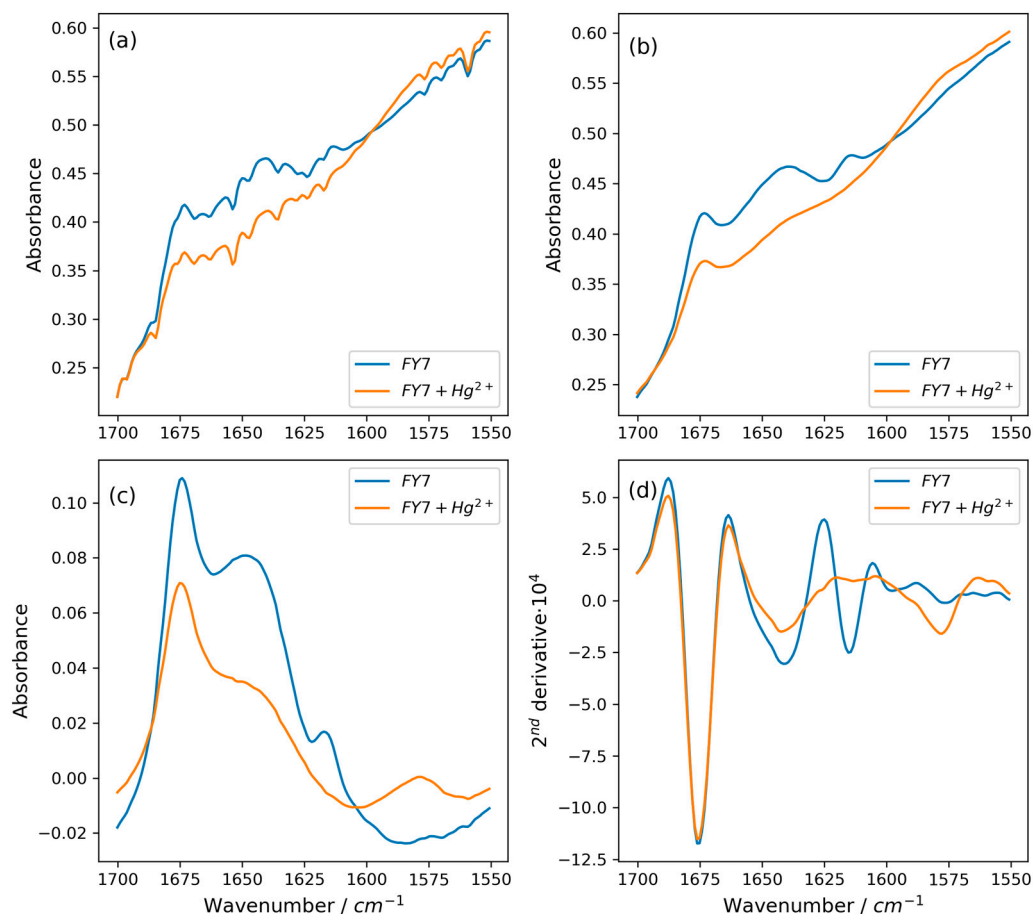 (a)
0.60
0.55
0.50
0.45
0.40
0.35
0.30
0.25
Absorbance
FY7
FY7 + Hg²⁺
1700 1675 1650 1625 1600 1575 1550
(b)
0.60
0.55
0.50
0.45
0.40
0.35
0.30
0.25
Absorbance
FY7
FY7 + Hg²⁺
1700 1675 1650 1625 1600 1575 1550
(c)
0.10
0.08
0.06
0.04
0.02
0.00
−0.02
Absorbance
FY7
FY7 + Hg²⁺
1700 1675 1650 1625 1600 1575 1550
Wavenumber / cm⁻¹
(d)
5.0
2.5
0.0
−2.5
−5.0
−7.5
−10.0
−12.5
2ⁿᵈ derivative·10⁴
FY7
FY7 + Hg²⁺
1700 1675 1650 1625 1600 1575 1550
Wavenumber / cm⁻¹